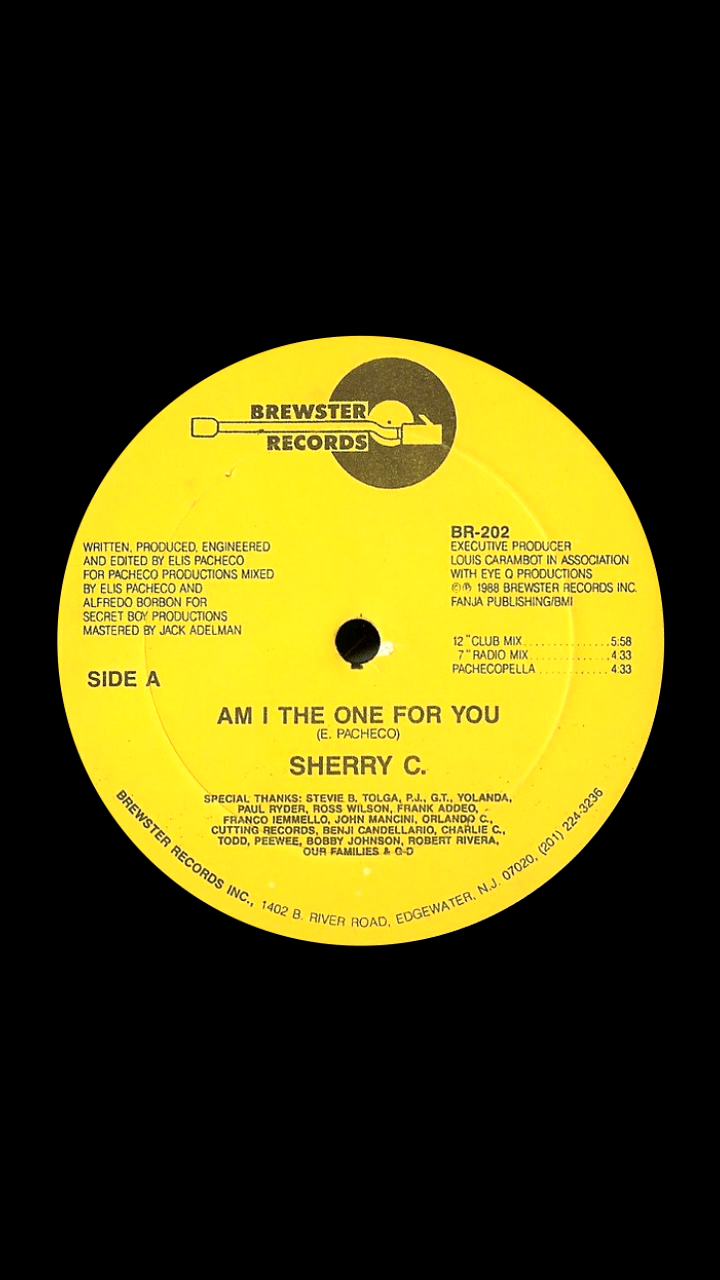 BREWSTER
RECORDS
WRITTEN, PRODUCED, ENGINEERED
AND EDITED BY ELIS PACHECO
FOR PACHECO PRODUCTIONS MIXED
BY ELIS PACHECO AND
ALFREDO BORBON FOR
SECRET BOY PRODUCTIONS
MASTERED BY JACK ADELMAN
SIDE A
BR-202
EXECUTIVE PRODUCER
LOUIS CARAMBOT IN ASSOCIATION
WITH EYE Q PRODUCTIONS
©℗ 1988 BREWSTER RECORDS INC.
FANJA PUBLISHING/BMI
12" CLUB MIX.....................5:58
7" RADIO MIX.....................4:33
PACHECOPELLA.................4:33
AM I THE ONE FOR YOU
(E. PACHECO)
SHERRY C.
SPECIAL THANKS: STEVIE B, TOLGA, P.J., G.T., YOLANDA,
PAUL RYDER, ROSS WILSON, FRANK ADDEO,
FRANCO IEMMELLO, JOHN MANCINI, ORLANDO C.,
CUTTING RECORDS, BENJI CANDELLARIO, CHARLIE C.,
TODD, PEEWEE, BOBBY JOHNSON, ROBERT RIVERA,
OUR FAMILIES & G-D
BREWSTER RECORDS INC., 1402 B. RIVER ROAD, EDGEWATER, N.J. 07020, (201) 224-3236